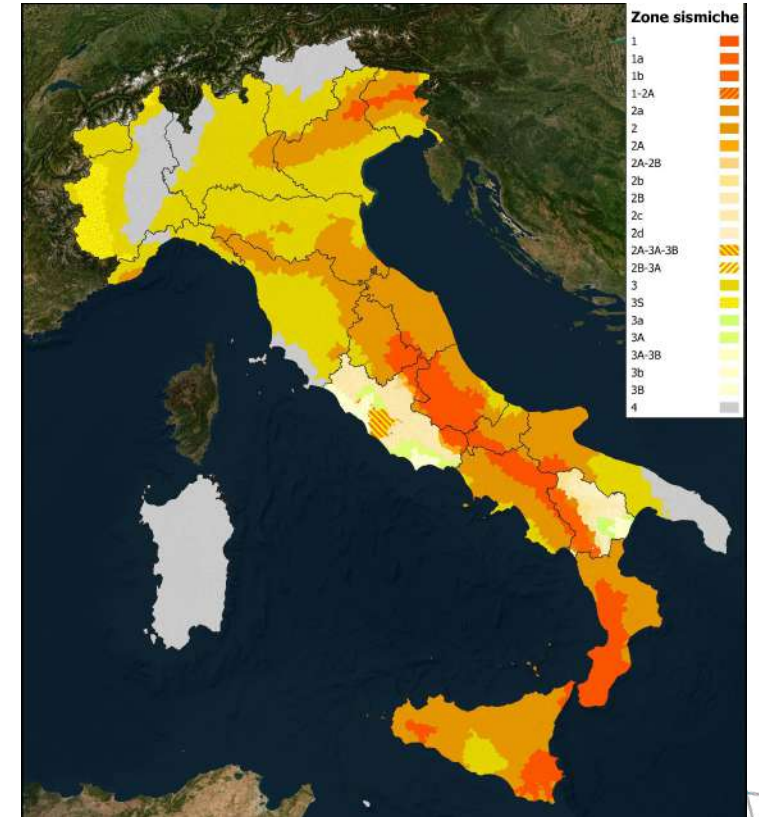 Zone sismiche
1
1a
1b
1-2A
2a
2
2A
2A-2B
2b
2B
2c
2d
2A-3A-3B
2B-3A
3
3S
3a
3A
3A-3B
3b
3B
4